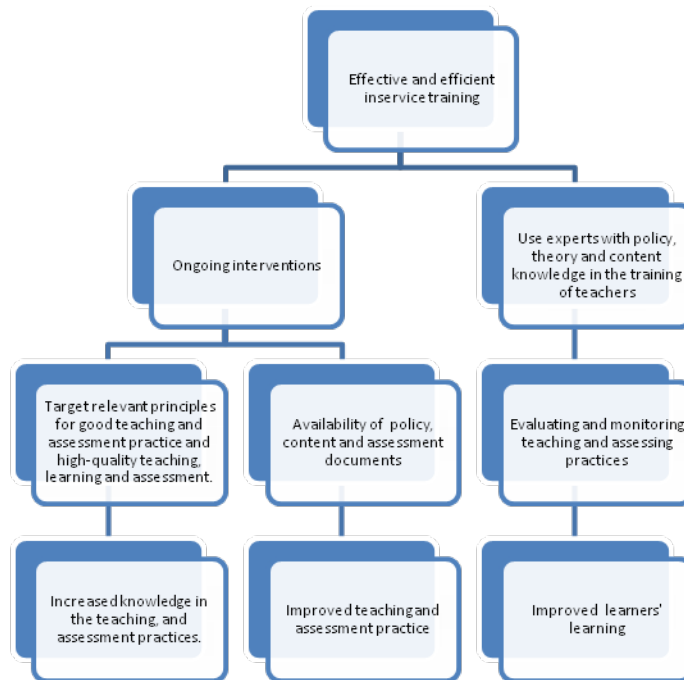 Effective and efficient
inservice training
Ongoing interventions
Use experts with policy,
theory and content
knowledge in the training
of teachers
Target relevant principles
for good teaching and
assessment practice and
high-quality teaching,
learning and assessment.
Availability of policy,
content and assessment
documents
Evaluating and monitoring
teaching and assessing
practices
Increased knowledge in
the teaching, and
assessment practices.
Improved teaching and
assessment practice
Improved learners'
learning